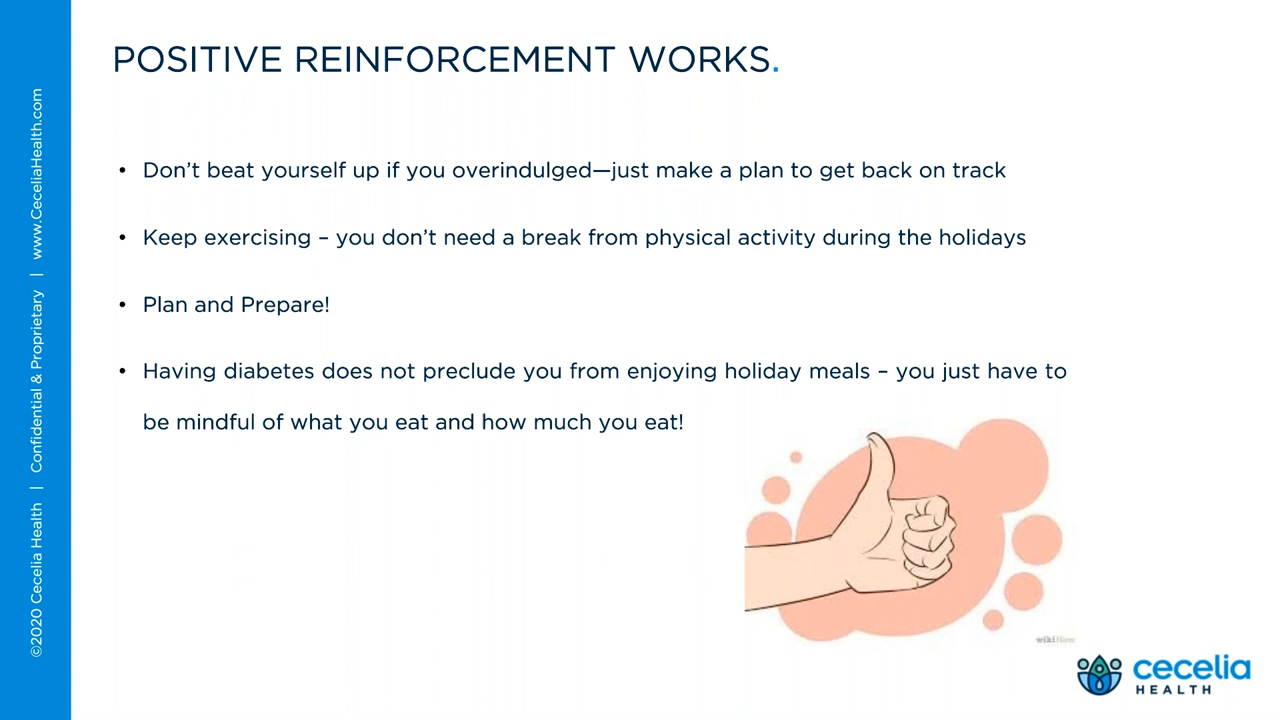 POSITIVE REINFORCEMENT WORKS.
• Don’t beat yourself up if you overindulged—just make a plan to get back on track
• Keep exercising – you don’t need a break from physical activity during the holidays
• Plan and Prepare!
• Having diabetes does not preclude you from enjoying holiday meals – you just have to
be mindful of what you eat and how much you eat!
©2020 Cecelia Health | Confidential & Proprietary | www.CeceliaHealth.com
wikiHow
cecelia
HEALTH